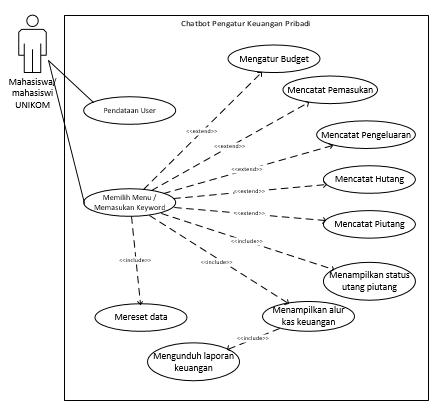 Chatbot Pengatur Keuangan Pribadi
Mahasiswa/
mahasiswi
UNIKOM
Mengatur Budget
Mencatat Pemasukan
Pendataan User
<<extend>>
Mencatat Pengeluaran
<<extend>>
<<extend>>
Mencatat Hutang
<<extend>>
Memilih Menu /
Memasukan Keyword
<<extend>>
Mencatat Piutang
<<include>>
<<include>>
<<include>>
Menampilkan status
utang piutang
Mereset data
Menampilkan alur
kas keuangan
<<include>>
Mengunduh laporan
keuangan